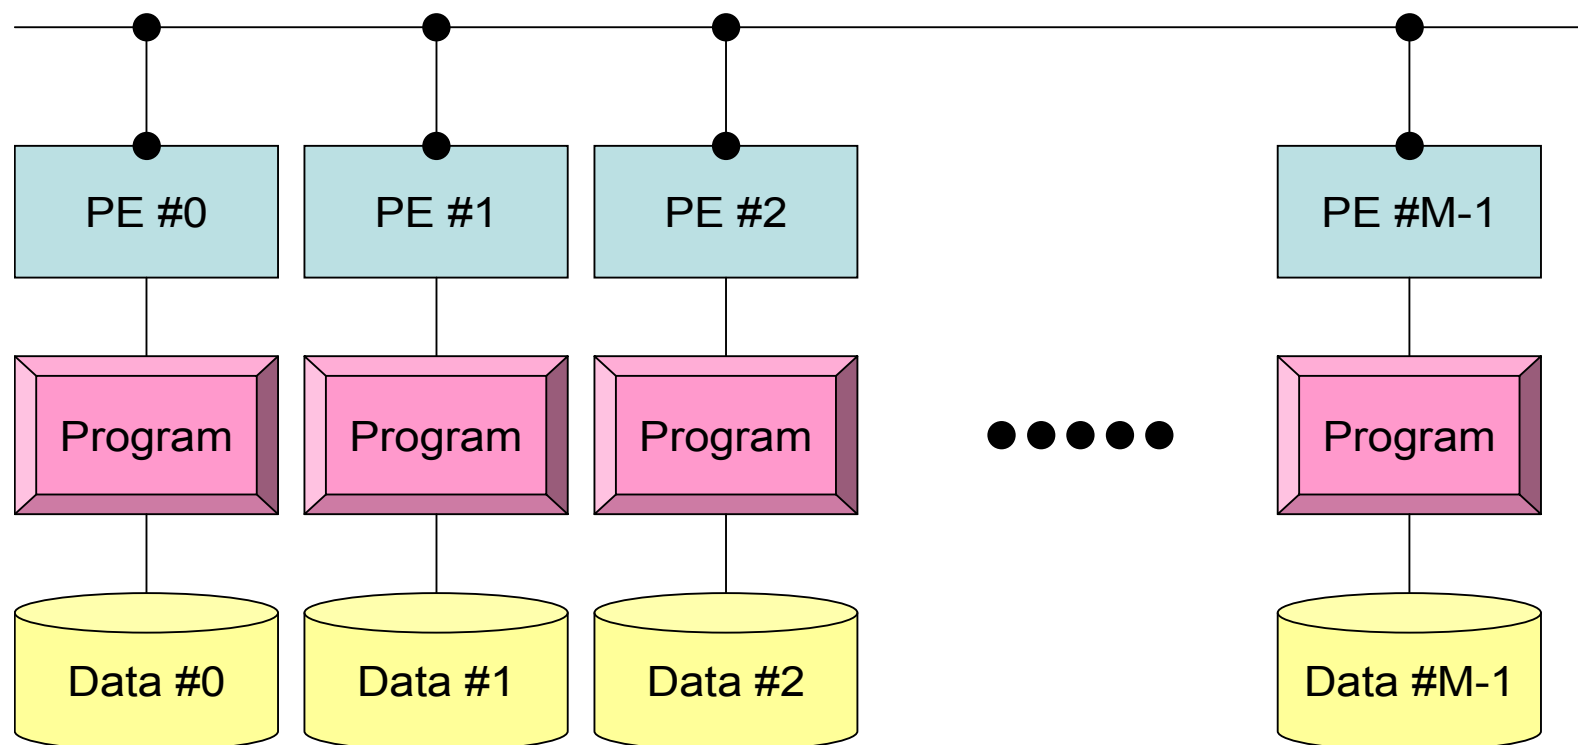 PE #0
PE #1
PE #2
PE #M-1
Program
Program
Program
Program
Data #0
Data #1
Data #2
Data #M-1